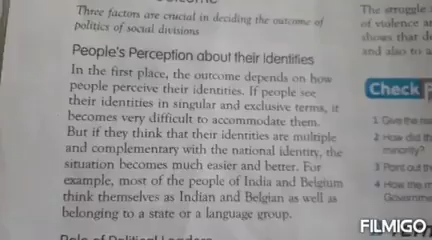 Three factors are crucial in deciding the outcome of
politics of social divisions
People's Perception about their Identities
In the first place, the outcome depends on how
people perceive their identities. If people see
their identities in singular and exclusive terms, it
becomes very difficult to accommodate them.
But if they think that their identities are multiple
and complementary with the national identity, the
situation becomes much easier and better. For
example, most of the people of India and Belgium
think themselves as Indian and Belgian as well as
belonging to a state or a language group.
Role of Political Leaders
The struggle
of violence
shows that
and also to a
Check
1 Give the
2 How did th
minority?
3 Point out th
4 How the m
Governme
FILMIGO